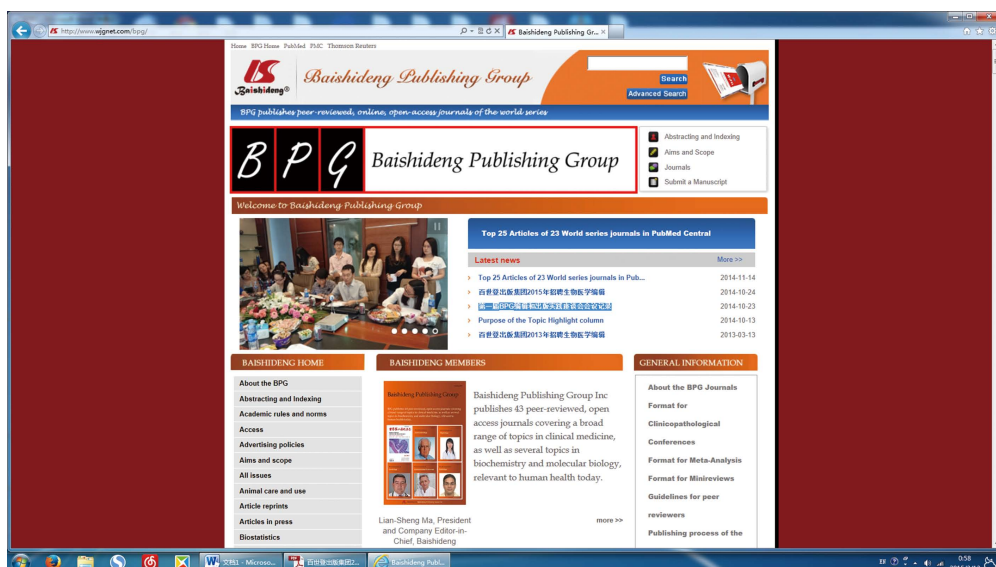 http://www.wjgnet.com/bpg/
Baishideng Publishing Gr...
Home BPG Home PubMed PMC Thomson Reuters
Baishideng®
Baishideng Publishing Group
Search
Advanced Search
BPG publishes peer-reviewed, online, open-access journals of the world series
BPG
Baishideng Publishing Group
Abstracting and Indexing
Aims and Scope
Journals
Submit a Manuscript
Welcome to Baishideng Publishing Group
Top 25 Articles of 23 World series journals in PubMed Central
Latest news More >>
Top 25 Articles of 23 World series journals in Pub... 2014-11-14
百世登出版集团2015年招聘生物医学编辑 2014-10-24
2014-10-23
Purpose of the Topic Highlight column 2014-10-13
百世登出版集团2013年招聘生物医学编辑 2013-03-13
BAISHIDENG HOME
About the BPG
Abstracting and Indexing
Academic rules and norms
Access
Advertising policies
Aims and scope
All issues
Animal care and use
Article reprints
Articles in press
Biostatistics
BAISHIDENG MEMBERS
Baishideng Publishing Group
Baishideng Publishing Group Inc
publishes 43 peer-reviewed, open
access journals covering a broad
range of topics in clinical medicine,
as well as several topics in
biochemistry and molecular biology,
relevant to human health today.
Lian-Sheng Ma, President
and Company Editor-in-
Chief, Baishideng
more >>
GENERAL INFORMATION
About the BPG Journals
Format for
Clinicopathological
Conferences
Format for Meta-Analysis
Format for Minireviews
Guidelines for peer
reviewers
Publishing process of the
文档1 - Microso...
百世登出版集团2...
Baishideng Publ...
0:58